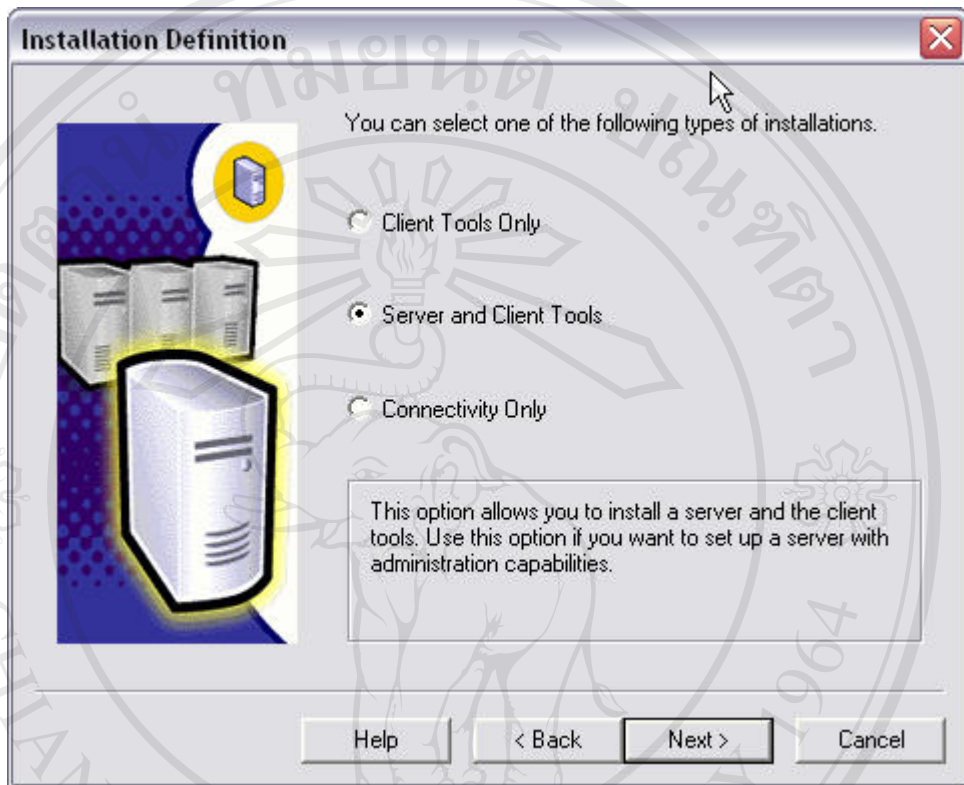 Installation Definition
You can select one of the following types of installations.
Client Tools Only
Server and Client Tools
Connectivity Only
This option allows you to install a server and the client
tools. Use this option if you want to set up a server with
administration capabilities.
Help
< Back
Next >
Cancel
1964